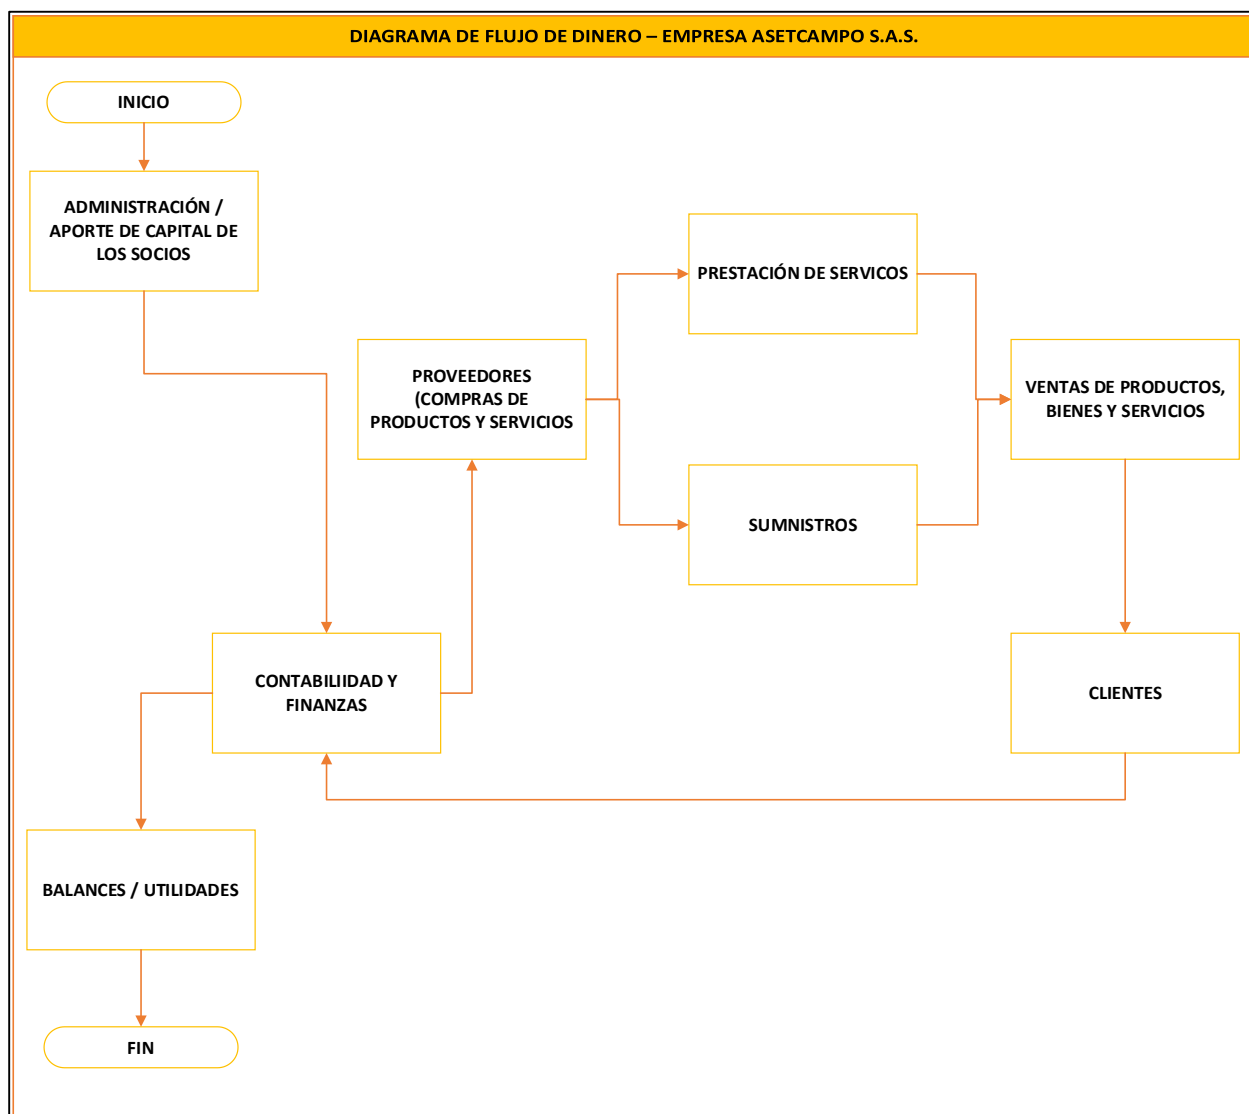 DIAGRAMA DE FLUJO DE DINERO – EMPRESA ASETCAMPO S.A.S.
INICIO
ADMINISTRACIÓN /
APORTE DE CAPITAL DE
LOS SOCIOS
PRESTACIÓN DE SERVICOS
PROVEEDORES
(COMPRAS DE
PRODUCTOS Y SERVICIOS
VENTAS DE PRODUCTOS,
BIENES Y SERVICIOS
SUMNISTROS
CONTABILIIDAD Y
FINANZAS
CLIENTES
BALANCES / UTILIDADES
FIN